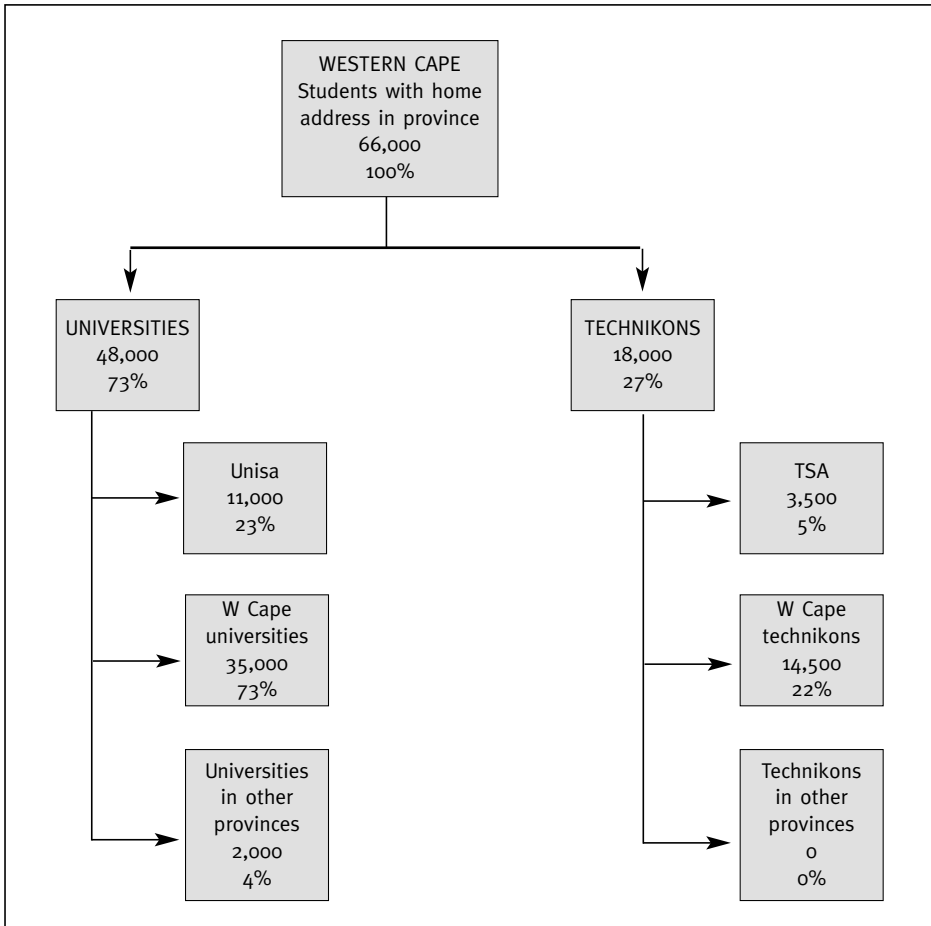 WESTERN CAPE
Students with home
address in province
66,000
100%
UNIVERSITIES
48,000
73%
TECHNIKONS
18,000
27%
Unisa
11,000
23%
TSA
3,500
5%
W Cape
universities
35,000
73%
W Cape
technikons
14,500
22%
Universities
in other
provinces
2,000
4%
Technikons
in other
provinces
0
0%